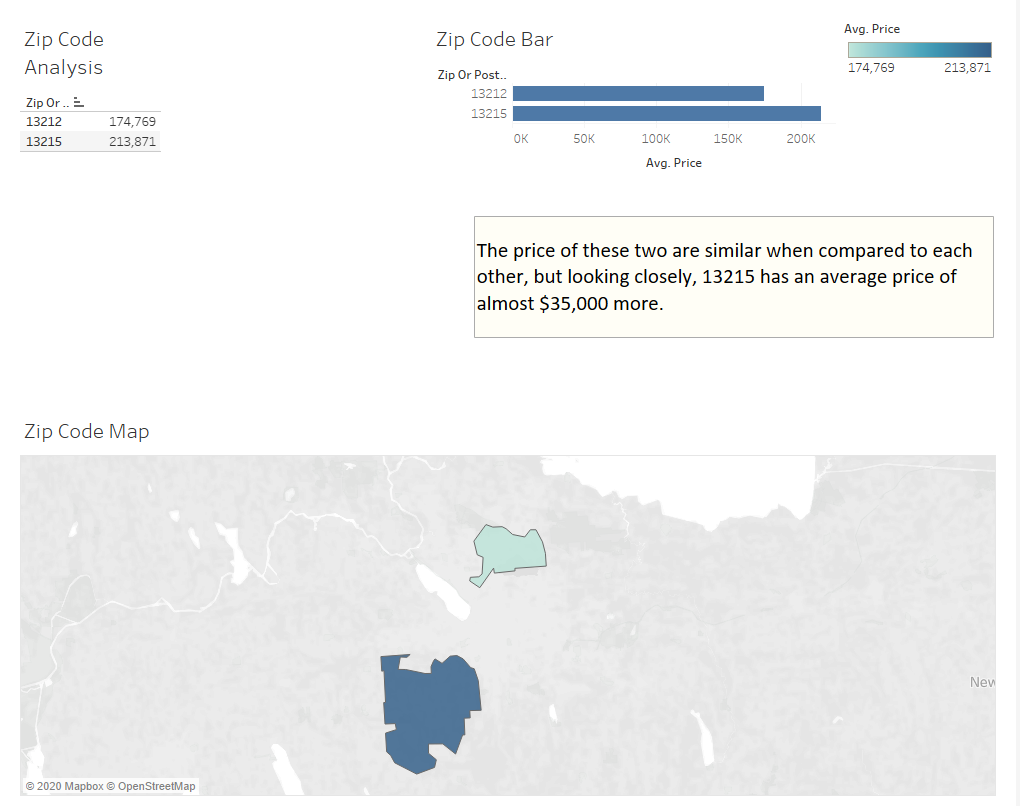 Zip Code
Analysis
Zip Or ..
13212 174,769
13215 213,871
Zip Code Bar
Zip Or Post..
13212
13215
0K 50K 100K 150K 200K
Avg. Price
Avg. Price
174,769 213,871
The price of these two are similar when compared to each
other, but looking closely, 13215 has an average price of
almost $35,000 more.
Zip Code Map
New
© 2020 Mapbox © OpenStreetMap